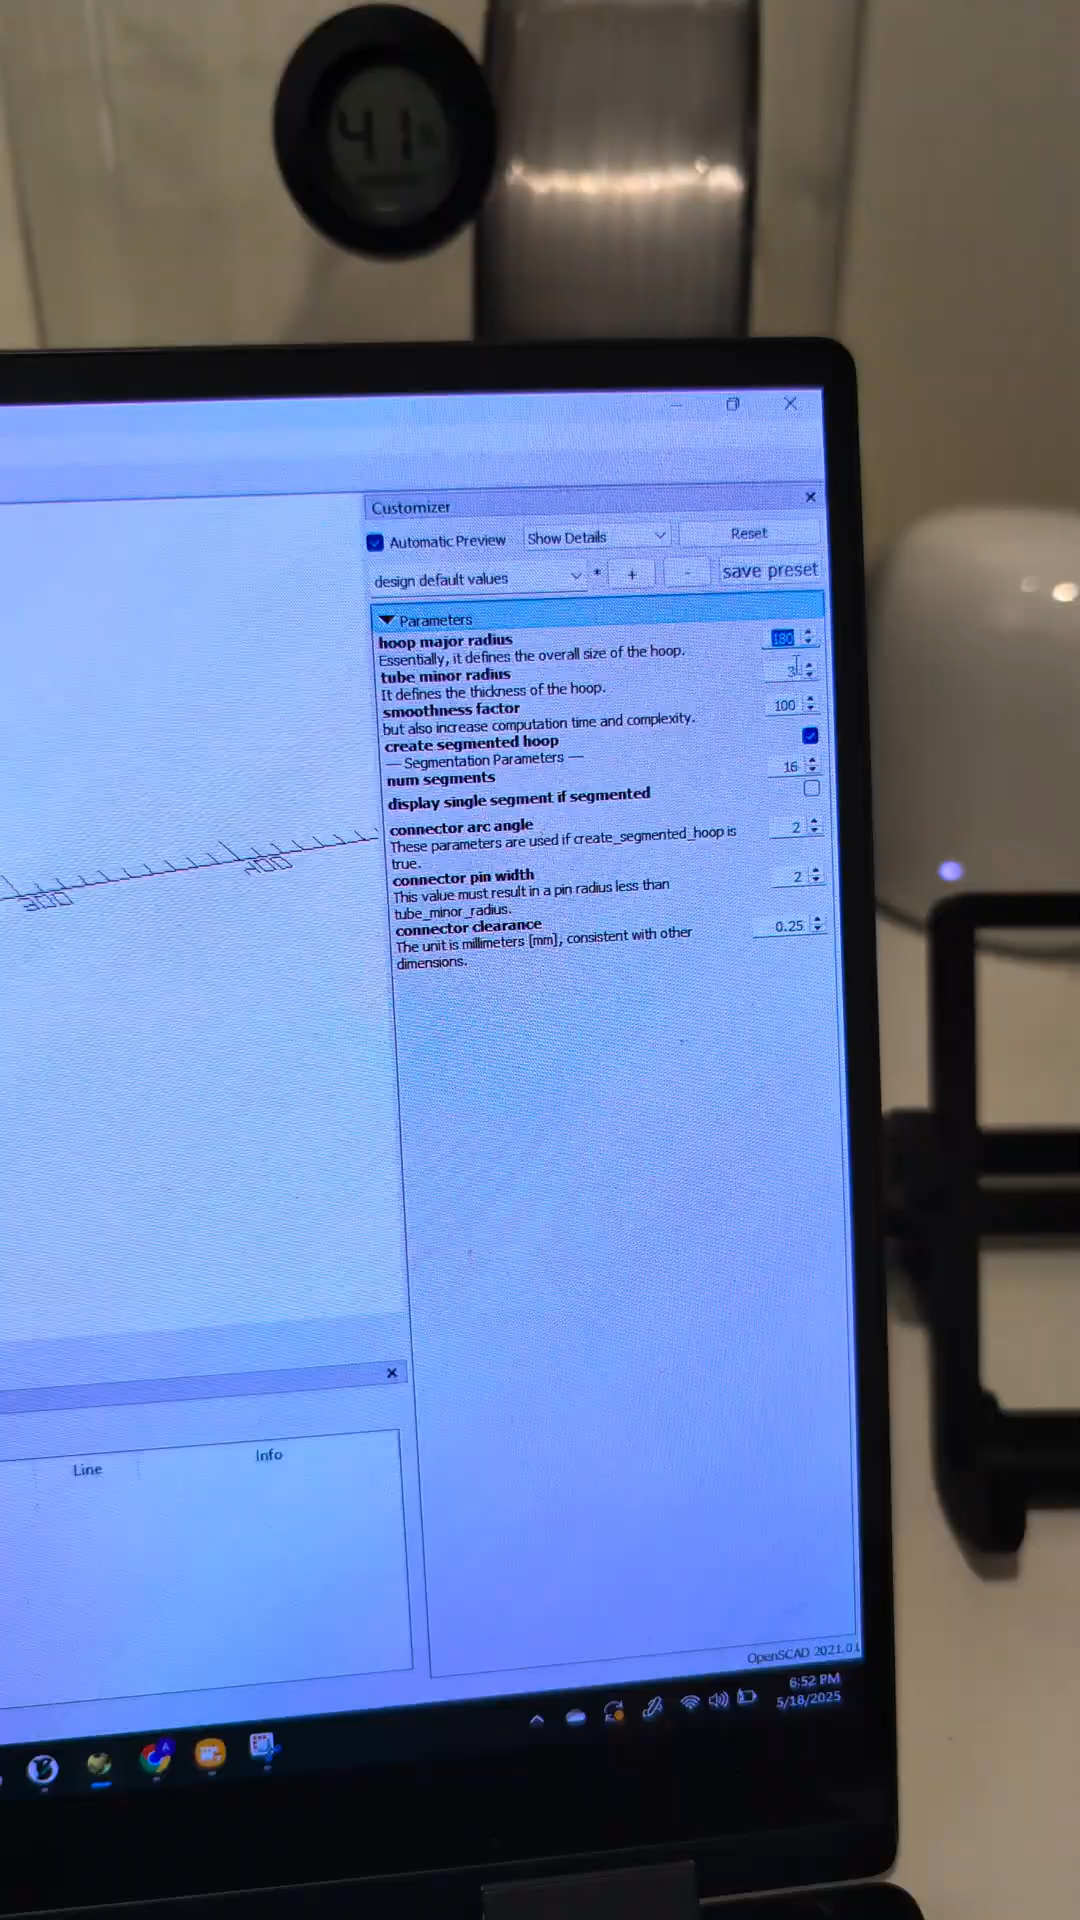 41%
Customizer
Automatic Preview
Show Details
Reset
design default values
*
+
-
save preset
Parameters
hoop major radius
180
Essentially, it defines the overall size of the hoop.
tube minor radius
3
It defines the thickness of the hoop.
smoothness factor
100
but also increase computation time and complexity.
create segmented hoop
— Segmentation Parameters —
num segments
16
display single segment if segmented
connector arc angle
2
These parameters are used if create_segmented_hoop is
true.
connector pin width
2
This value must result in a pin radius less than
tube_minor_radius.
connector clearance
0.25
The unit is millimeters [mm], consistent with other
dimensions.
300
400
Line
Info
OpenSCAD 2021.01
6:52 PM
5/18/2025